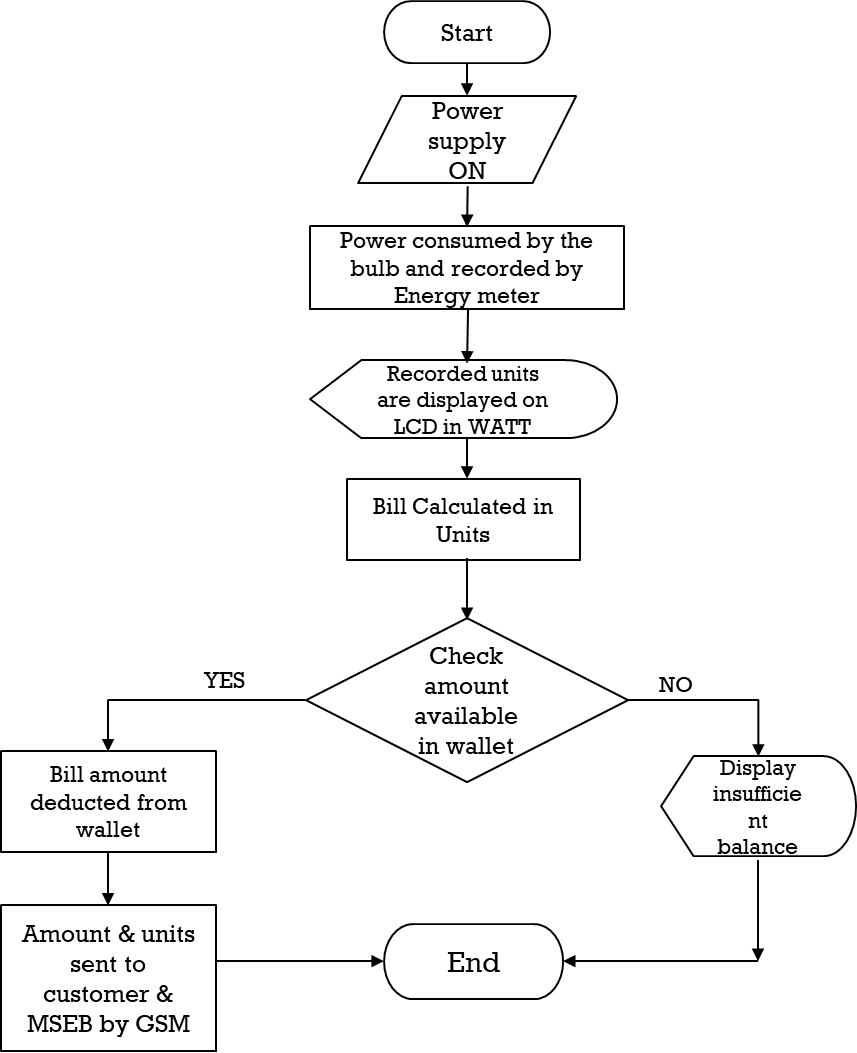 Start
Power
supply
ON
Power consumed by the
bulb and recorded by
Energy meter
Recorded units
are displayed on
LCD in WATT
Bill Calculated in
Units
Check
amount
available
in wallet
YES
NO
Bill amount
deducted from
wallet
Display
insufficie
nt
balance
Amount & units
sent to
customer &
MSEB by GSM
End